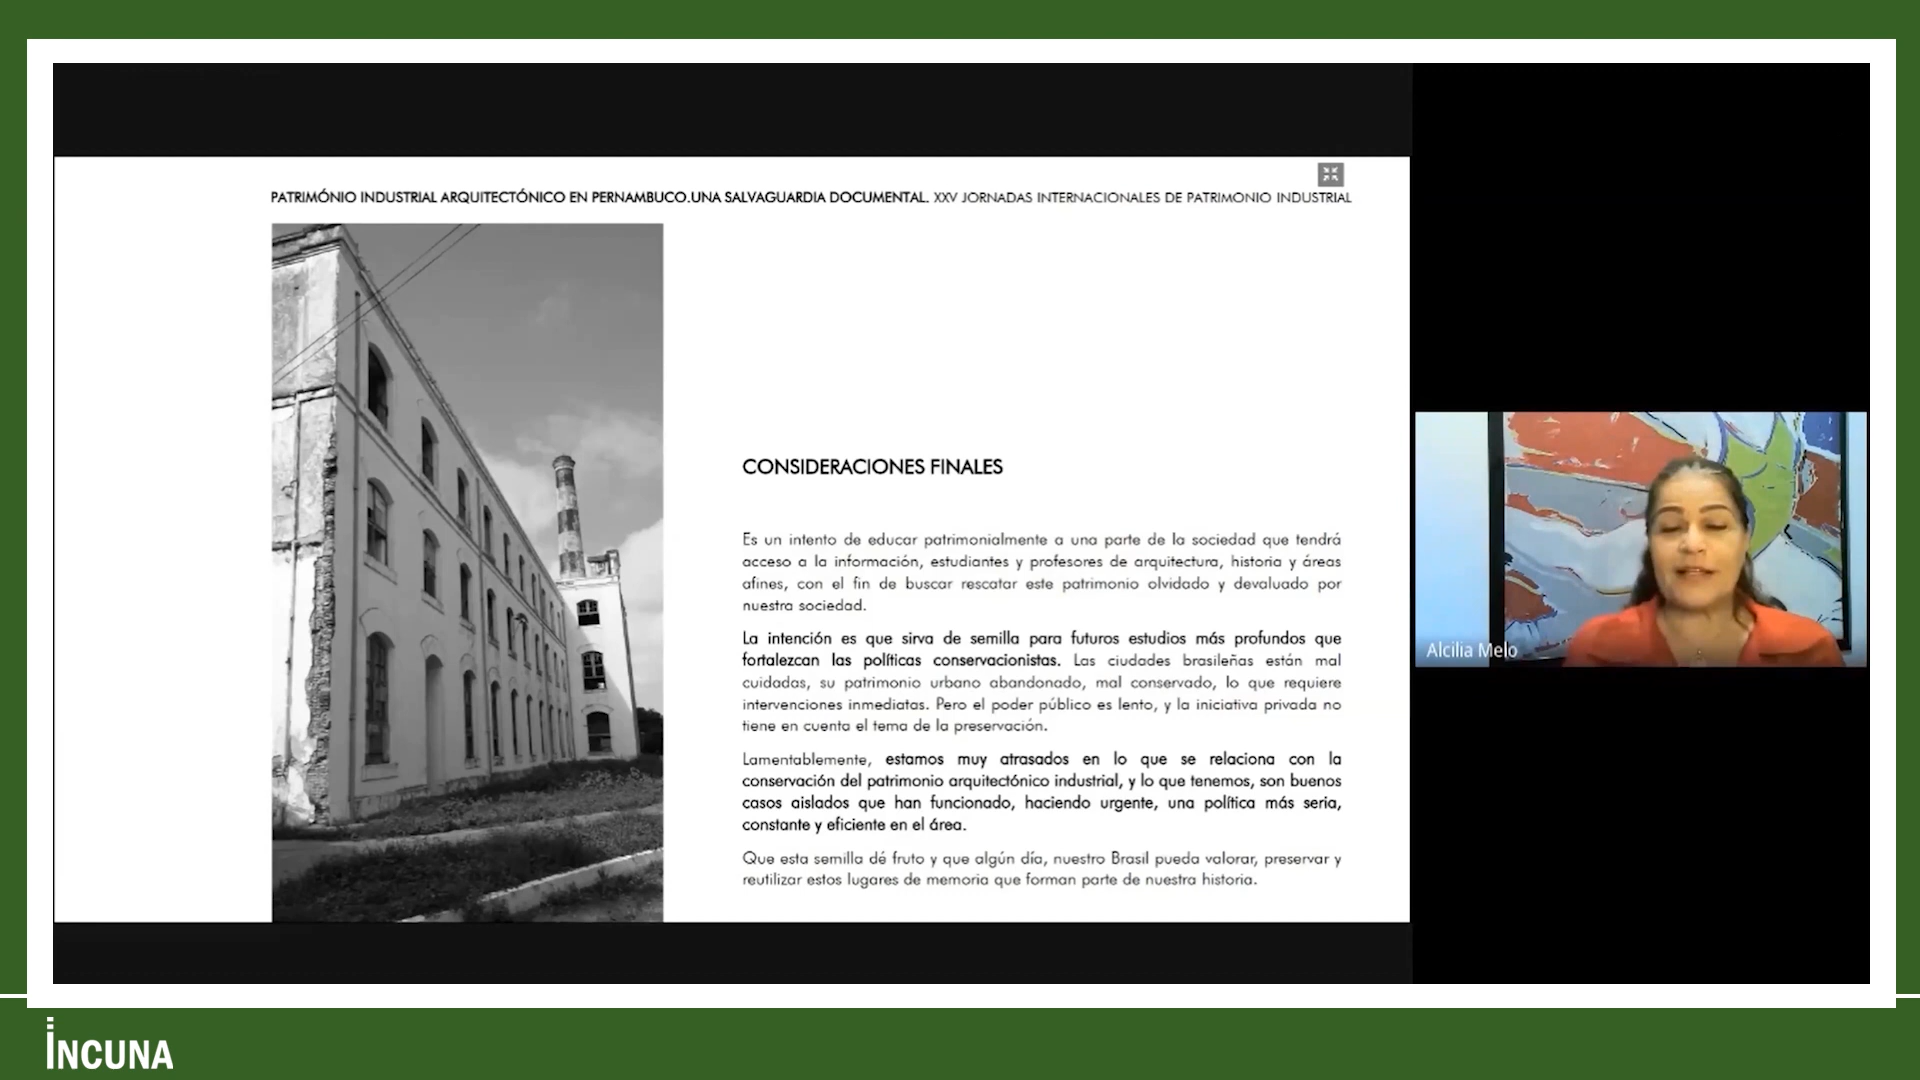 PATRIMÓNIO INDUSTRIAL ARQUITECTÓNICO EN PERNAMBUCO.UNA SALVAGUARDIA DOCUMENTAL. XXV JORNADAS INTERNACIONALES DE PATRIMONIO INDUSTRIAL
CONSIDERACIONES FINALES
Es un intento de educar patrimonialmente a una parte de la sociedad que tendrá
acceso a la información, estudiantes y profesores de arquitectura, historia y áreas
afines, con el fin de buscar rescatar este patrimonio olvidado y devaluado por
nuestra sociedad.
La intención es que sirva de semilla para futuros estudios más profundos que
fortalezcan las políticas conservacionistas. Las ciudades brasileñas están mal
cuidadas, su patrimonio urbano abandonado, mal conservado, lo que requiere
intervenciones inmediatas. Pero el poder público es lento, y la iniciativa privada no
tiene en cuenta el tema de la preservación.
Lamentablemente, estamos muy atrasados en lo que se relaciona con la
conservación del patrimonio arquitectónico industrial, y lo que tenemos, son buenos
casos aislados que han funcionado, haciendo urgente, una política más seria,
constante y eficiente en el área.
Que esta semilla dé fruto y que algún día, nuestro Brasil pueda valorar, preservar y
reutilizar estos lugares de memoria que forman parte de nuestra historia.
Alcilia Melo
INCUNA